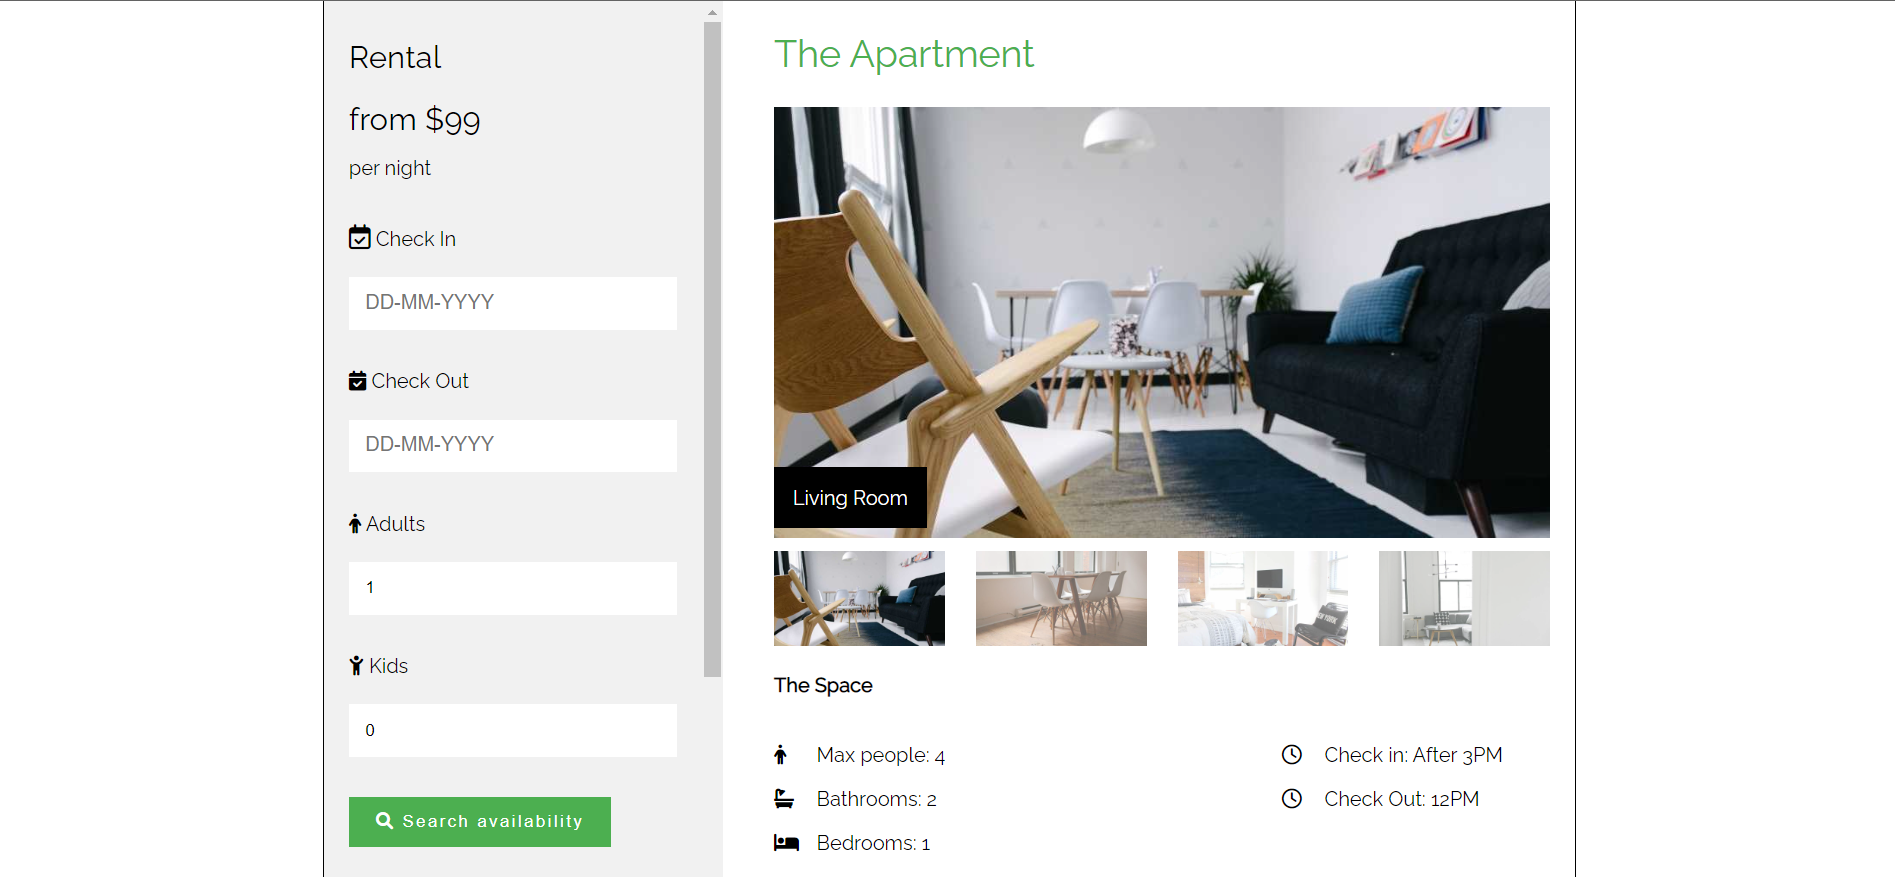 Rental
from $99
per night
Check In
DD-MM-YYYY
Check Out
DD-MM-YYYY
Adults
1
Kids
0
Search availability
The Apartment
Living Room
The Space
Max people: 4
Bathrooms: 2
Bedrooms: 1
Check in: After 3PM
Check Out: 12PM